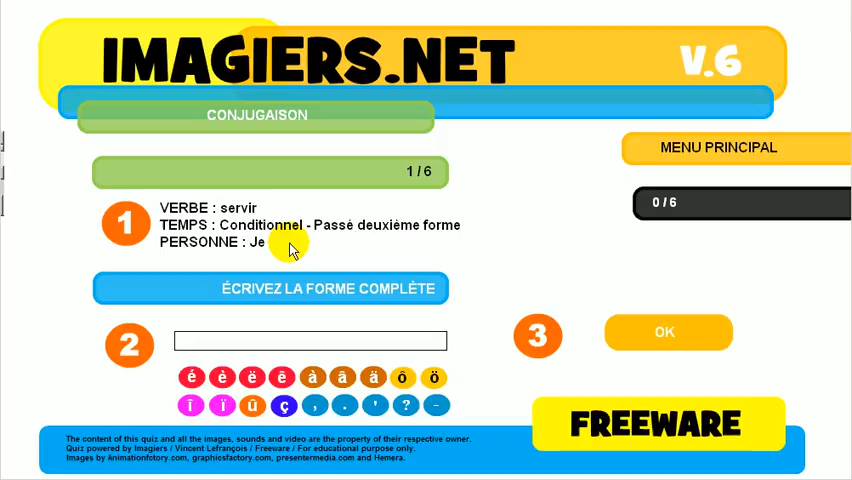 IMAGIERS.NET
V.6
CONJUGAISON
MENU PRINCIPAL
1 / 6
0 / 6
1
VERBE : servir
TEMPS : Conditionnel - Passé deuxième forme
PERSONNE : Je
ÉCRIVEZ LA FORME COMPLÈTE
2
3
OK
é è ë ê à â ä ô ö
î ï û ç , . ' ? -
FREEWARE
The content of this quiz and all the images, sounds and video are the property of their respective owner.
Quiz powered by Imagiers / Vincent Lefrançois / Freeware / For educational purpose only.
Images by Animationfctory.com, graphicsfactory.com, presentermedia.com and Hemera.